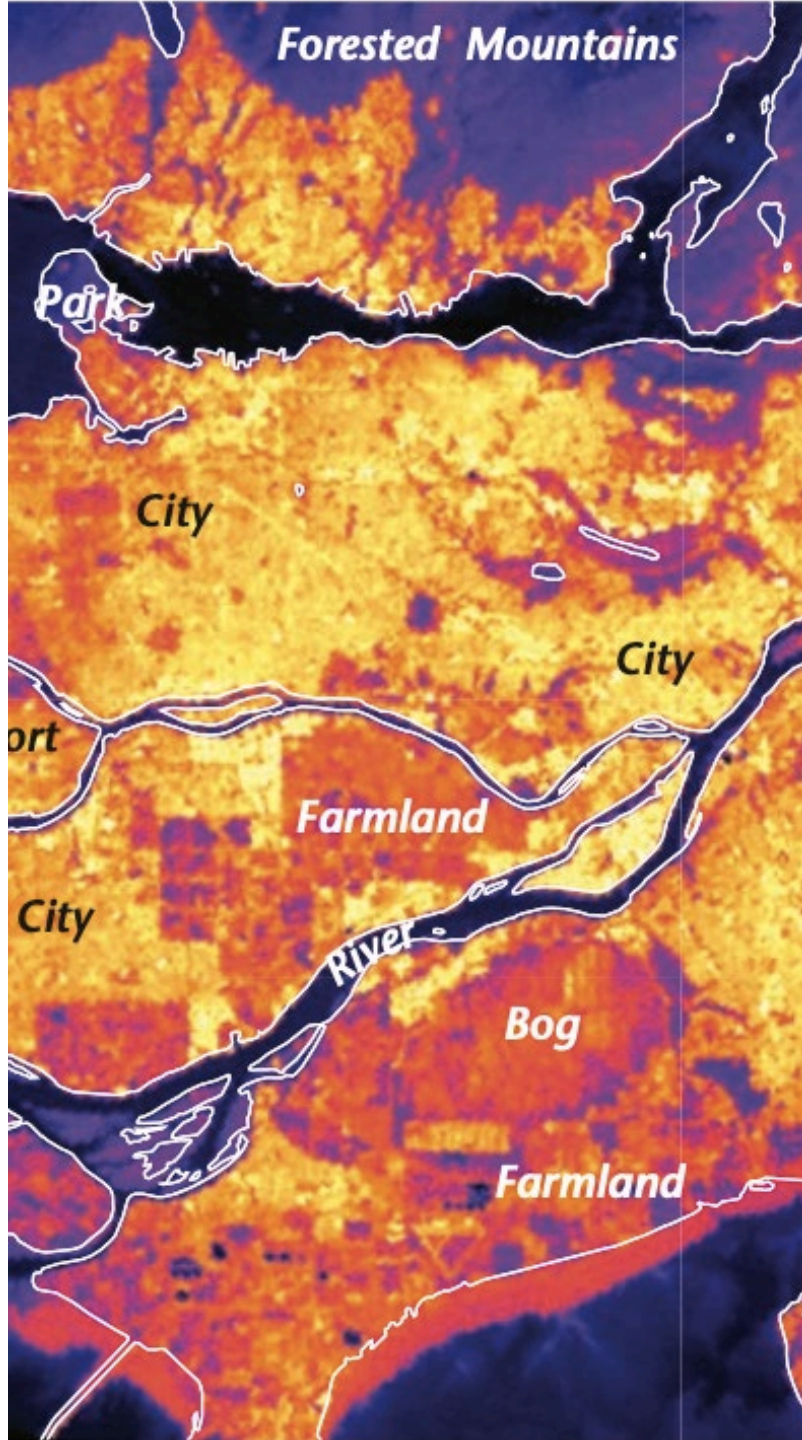 Forested Mountains
Park
City
City
ort
Farmland
City
River
Bog
Farmland